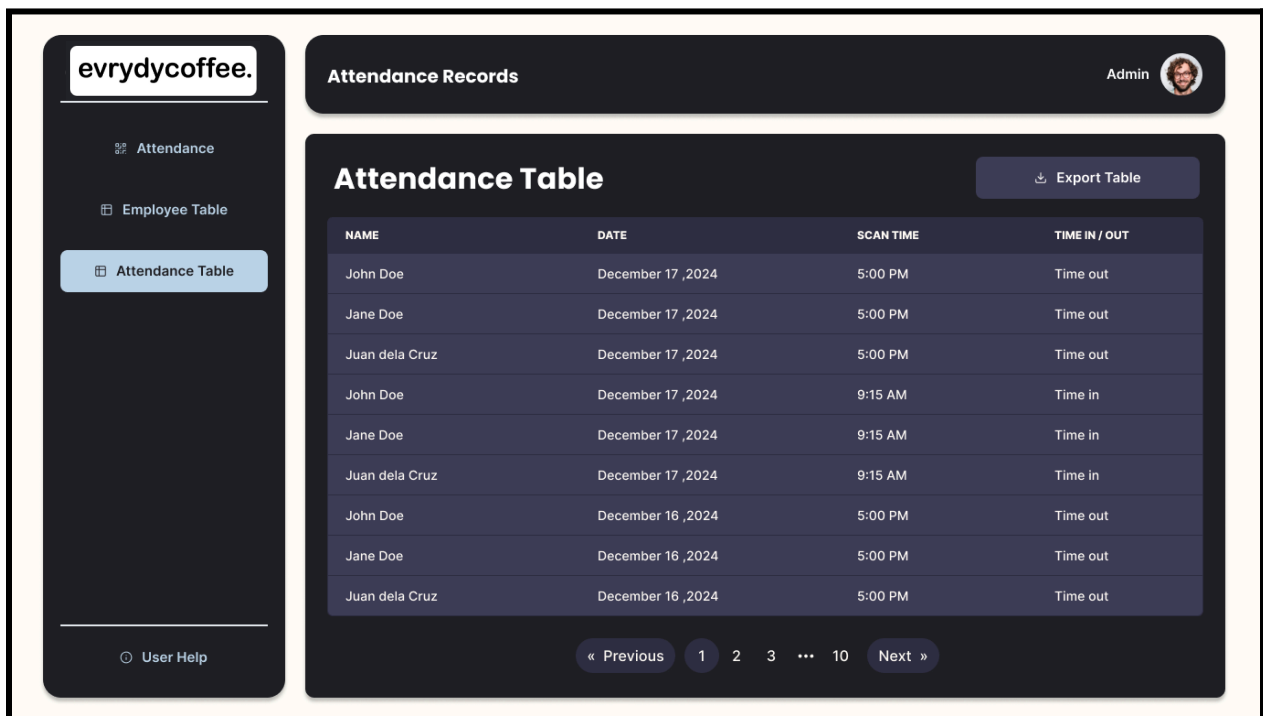 evrydycoffee.
Attendance
Employee Table
Attendance Table
User Help
Attendance Records
Admin
Attendance Table
Export Table
NAME DATE SCAN TIME TIME IN / OUT
John Doe December 17 ,2024 5:00 PM Time out
Jane Doe December 17 ,2024 5:00 PM Time out
Juan dela Cruz December 17 ,2024 5:00 PM Time out
John Doe December 17 ,2024 9:15 AM Time in
Jane Doe December 17 ,2024 9:15 AM Time in
Juan dela Cruz December 17 ,2024 9:15 AM Time in
John Doe December 16 ,2024 5:00 PM Time out
Jane Doe December 16 ,2024 5:00 PM Time out
Juan dela Cruz December 16 ,2024 5:00 PM Time out
« Previous 1 2 3 ••• 10 Next »